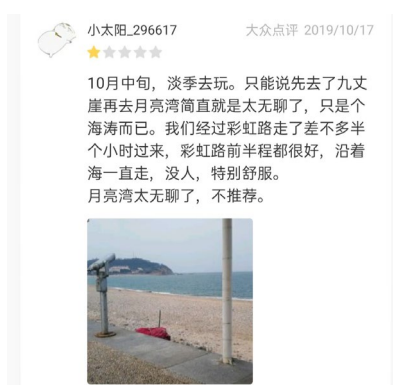 小太阳_296617
大众点评 2019/10/17
10月中旬，淡季去玩。只能说先去了九丈
崖再去月亮湾简直就是太无聊了，只是个
海涛而已。我们经过彩虹路走了差不多半
个小时过来，彩虹路前半程都很好，沿着
海一直走，没人，特别舒服。
月亮湾太无聊了，不推荐。